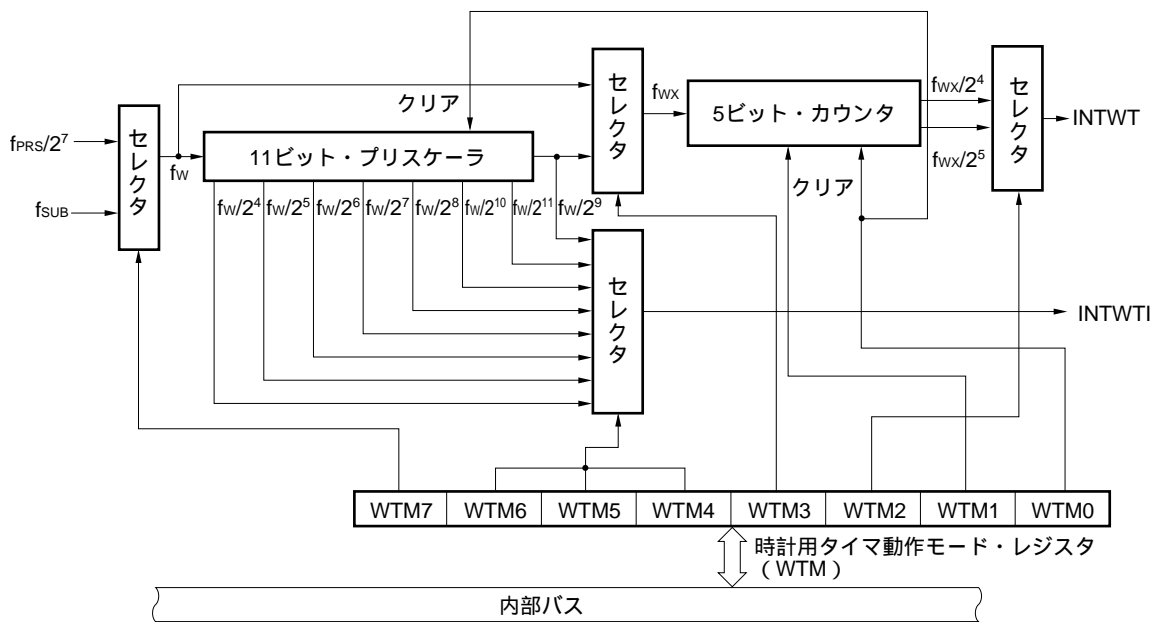 セレクタ
fWX
fWX/2⁴
クリア
セレクタ
5ビット・カウンタ
セレクタ
INTWT
fPRS/2⁷
セレクタ
fW
11ビット・プリスケーラ
fWX/2⁵
クリア
fSUB
fW/2⁴
fW/2⁵
fW/2⁶
fW/2⁷
fW/2⁸
fW/2¹⁰
fW/2¹¹
fW/2⁹
INTWTI
WTM7
WTM6
WTM5
WTM4
WTM3
WTM2
WTM1
WTM0
時計用タイマ動作モード・レジスタ
(WTM)
内部バス